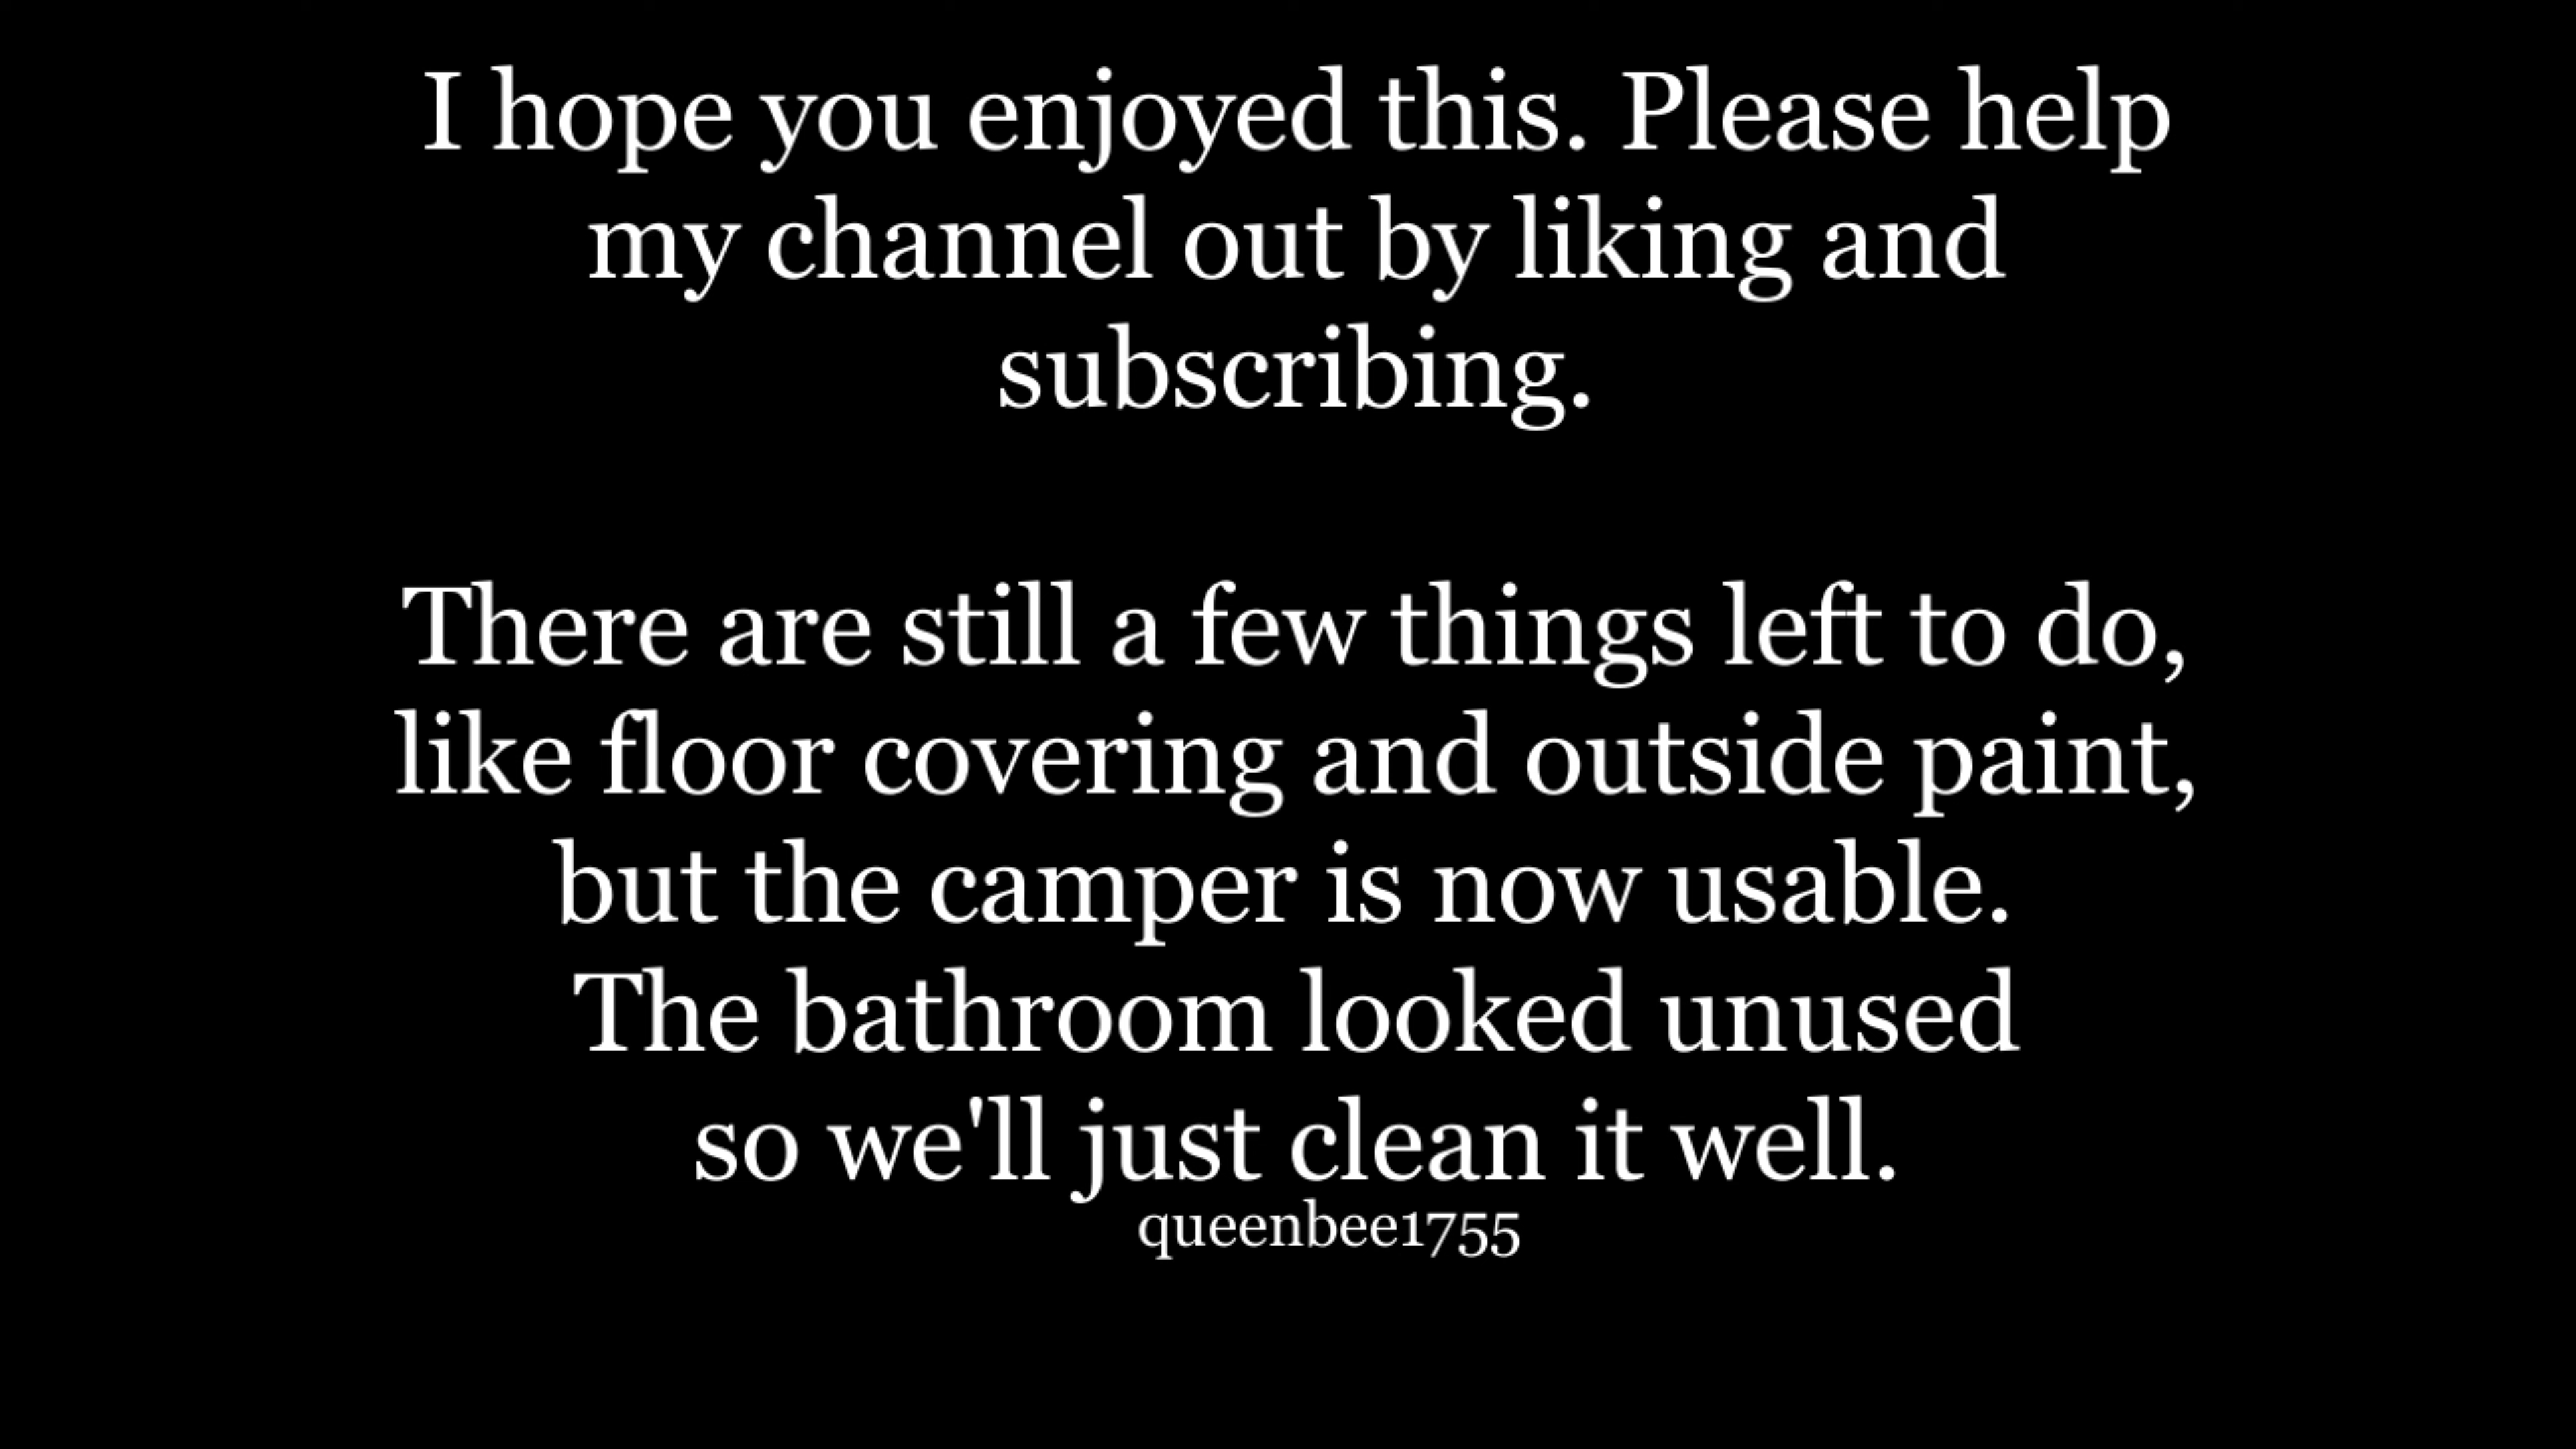 I hope you enjoyed this. Please help
my channel out by liking and
subscribing.
There are still a few things left to do,
like floor covering and outside paint,
but the camper is now usable.
The bathroom looked unused
so we'll just clean it well.
queenbee1755